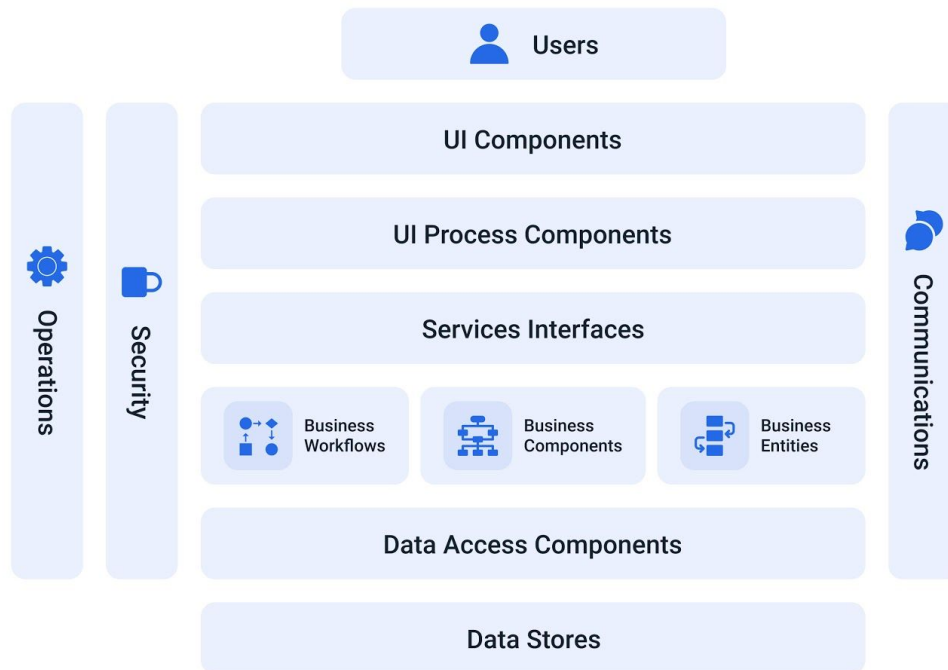 Users
Operations
Security
UI Components
UI Process Components
Services Interfaces
Business
Workflows
Business
Components
Business
Entities
Data Access Components
Data Stores
Communications